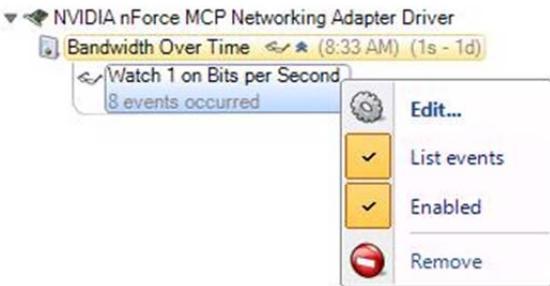 NVIDIA nForce MCP Networking Adapter Driver
Bandwidth Over Time (8:33 AM) (1s - 1d)
Watch 1 on Bits per Second
8 events occurred
Edit...
List events
Enabled
Remove